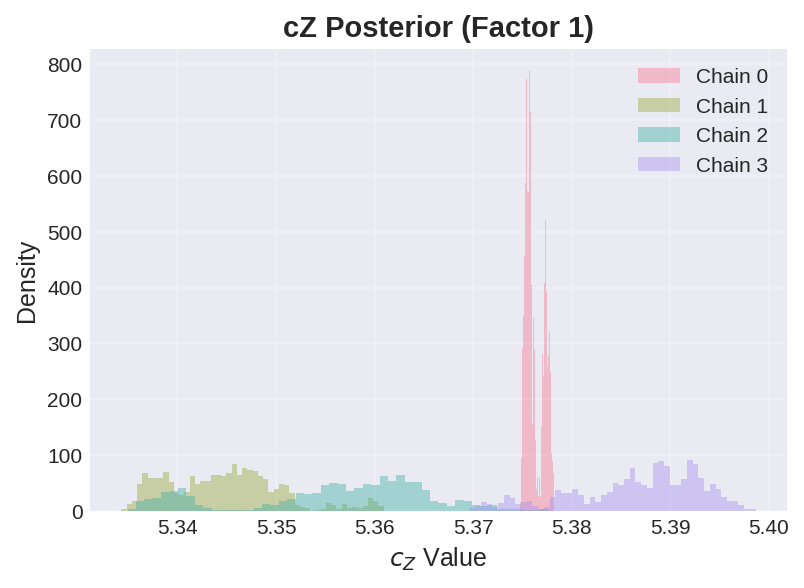 cZ Posterior (Factor 1)
Chain 0
Chain 1
Chain 2
Chain 3
Density
800
700
600
500
400
300
200
100
0
5.34
5.35
5.36
5.37
5.38
5.39
5.40
c_Z Value